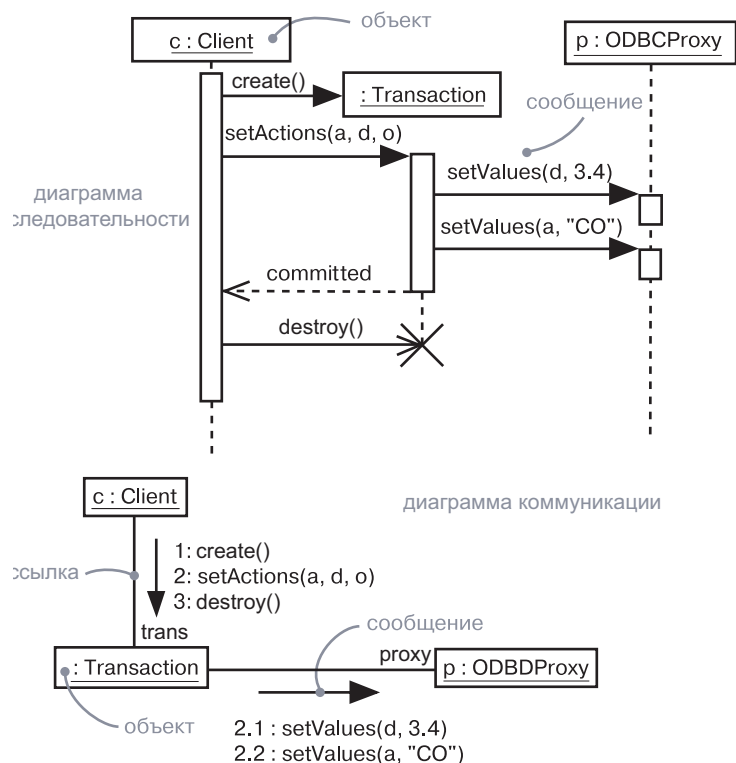 объект
c : Client
p : ODBCProxy
create()
: Transaction
сообщение
setActions(a, d, o)
setValues(d, 3.4)
диаграмма
следовательности
setValues(a, "CO")
committed
destroy()
c : Client
диаграмма коммуникации
1: create()
ссылка
2: setActions(a, d, o)
3: destroy()
сообщение
trans
proxy
: Transaction
p : ODBDProxy
объект
2.1 : setValues(d, 3.4)
2.2 : setValues(a, "CO")